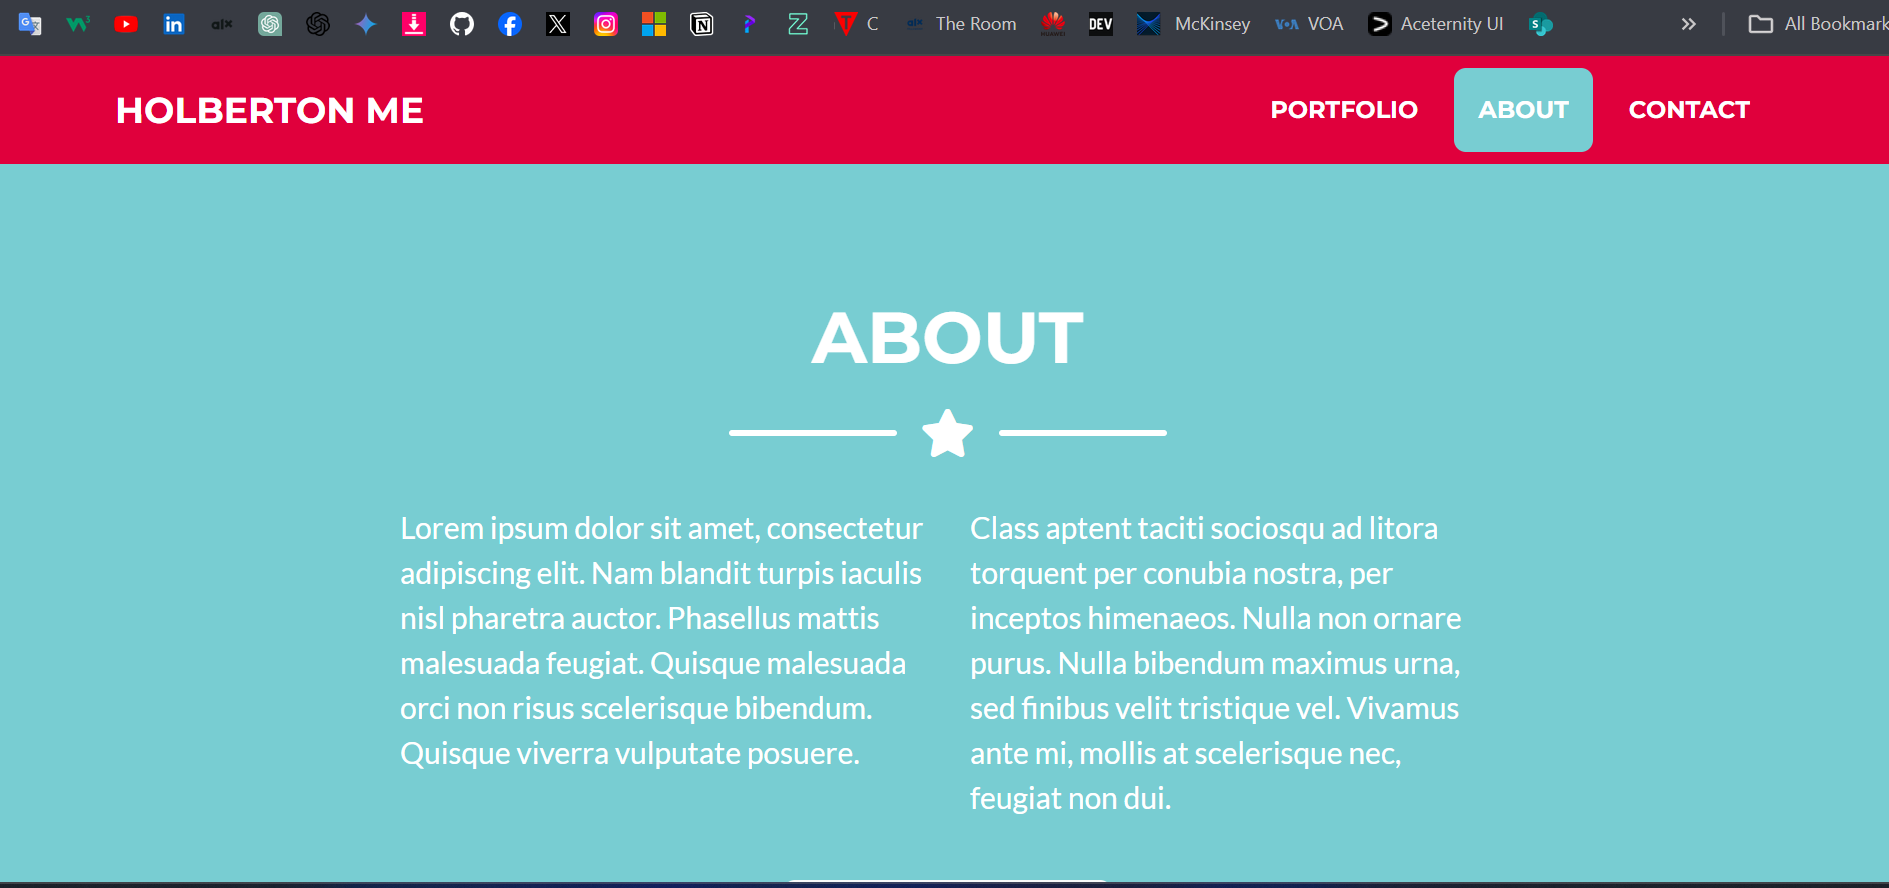 C The Room DEV McKinsey VOA VOA Aceternity UI S All Bookmark
HOLBERTON ME PORTFOLIO ABOUT CONTACT
ABOUT
Lorem ipsum dolor sit amet, consectetur
adipiscing elit. Nam blandit turpis iaculis
nisl pharetra auctor. Phasellus mattis
malesuada feugiat. Quisque malesuada
orci non risus scelerisque bibendum.
Quisque viverra vulputate posuere.
Class aptent taciti sociosqu ad litora
torquent per conubia nostra, per
inceptos himenaeos. Nulla non ornare
purus. Nulla bibendum maximus urna,
sed finibus velit tristique vel. Vivamus
ante mi, mollis at scelerisque nec,
feugiat non dui.